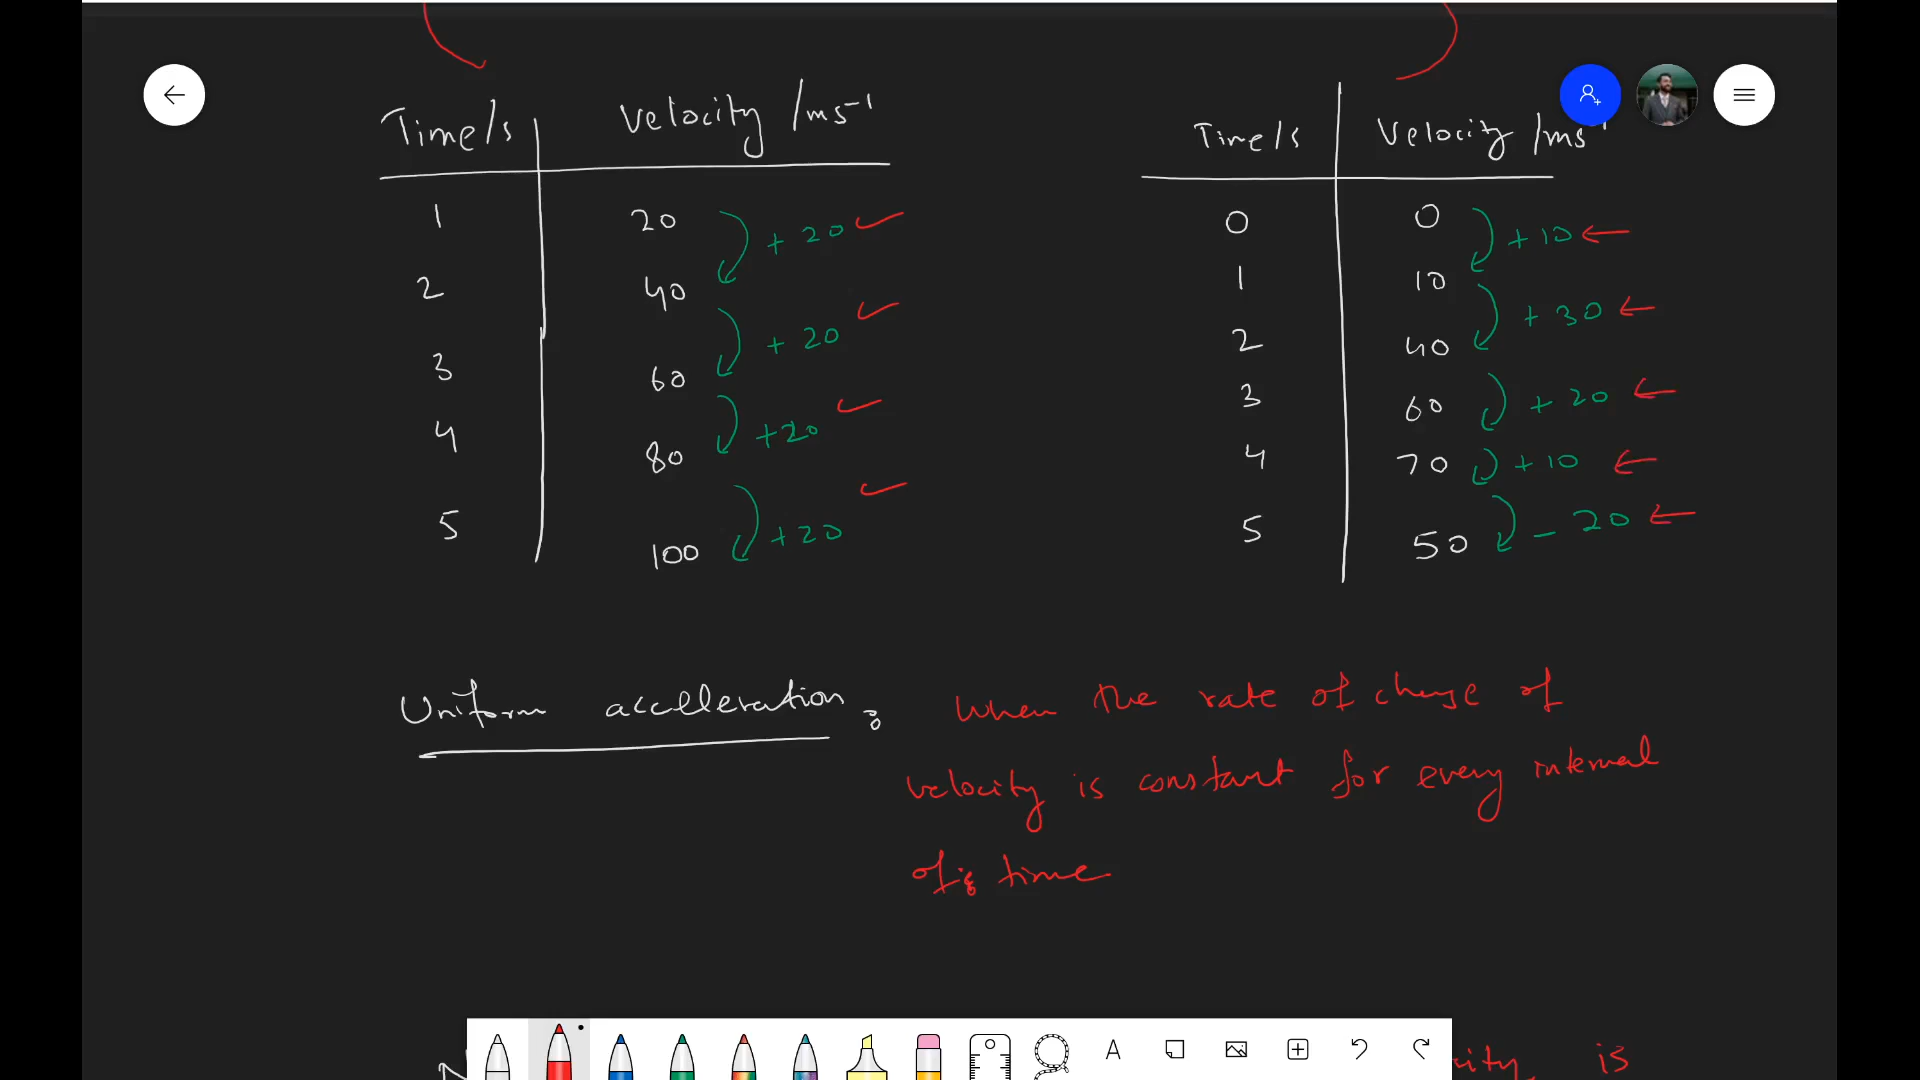 Time/s Velocity /ms⁻¹
1 20 +20
2 40 +20
3 60 +20
4 80 +20
5 100
Time/s Velocity /ms⁻¹
0 0 +10
1 10 +30
2 40 +20
3 60 +10
4 70 -20
5 50
Uniform accelleration : When the rate of change of
velocity is constant for every interval
of time
A
is